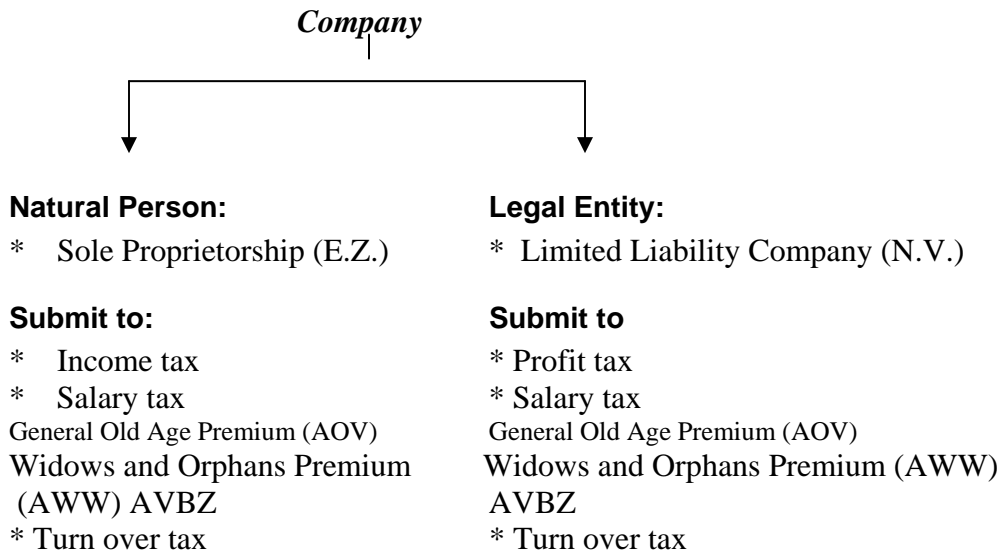 Company
Natural Person:
* Sole Proprietorship (E.Z.)
Submit to:
* Income tax
* Salary tax
General Old Age Premium (AOV)
Widows and Orphans Premium
(AWW) AVBZ
* Turn over tax
Legal Entity:
* Limited Liability Company (N.V.)
Submit to
* Profit tax
* Salary tax
General Old Age Premium (AOV)
Widows and Orphans Premium (AWW)
AVBZ
* Turn over tax